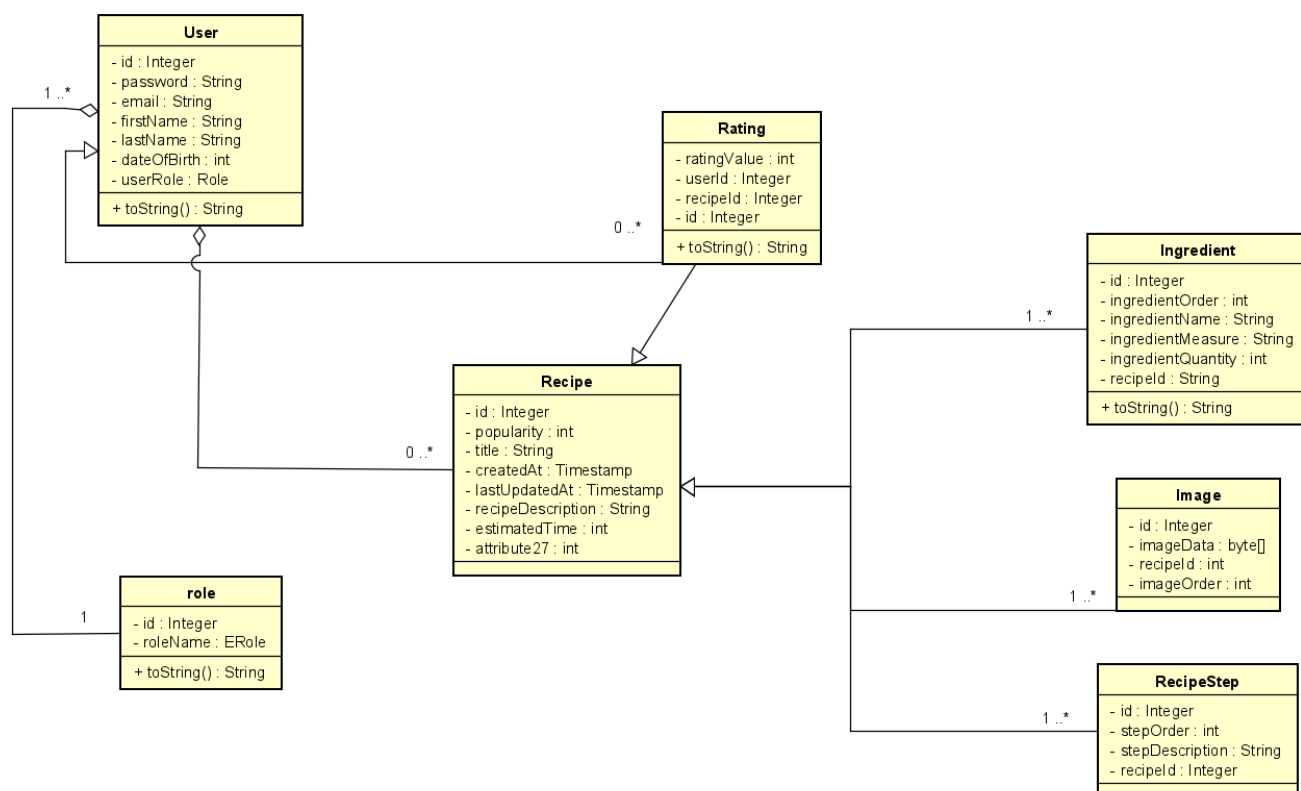 User
- id : Integer
- password : String
- email : String
- firstName : String
- lastName : String
- dateOfBirth : int
- userRole : Role
+ toString() : String
1 ..*
Rating
- ratingValue : int
- userId : Integer
- recipeId : Integer
- id : Integer
+ toString() : String
0 ..*
Ingredient
- id : Integer
- ingredientOrder : int
- ingredientName : String
- ingredientMeasure : String
- ingredientQuantity : int
- recipeId : String
+ toString() : String
1 ..*
Recipe
- id : Integer
- popularity : int
- title : String
- createdAt : Timestamp
- lastUpdatedAt : Timestamp
- recipeDescription : String
- estimatedTime : int
- attribute27 : int
0 ..*
Image
- id : Integer
- imageData : byte[]
- recipeId : int
- imageOrder : int
1 ..*
role
- id : Integer
- roleName : ERole
+ toString() : String
1
RecipeStep
- id : Integer
- stepOrder : int
- stepDescription : String
- recipeId : Integer
1 ..*